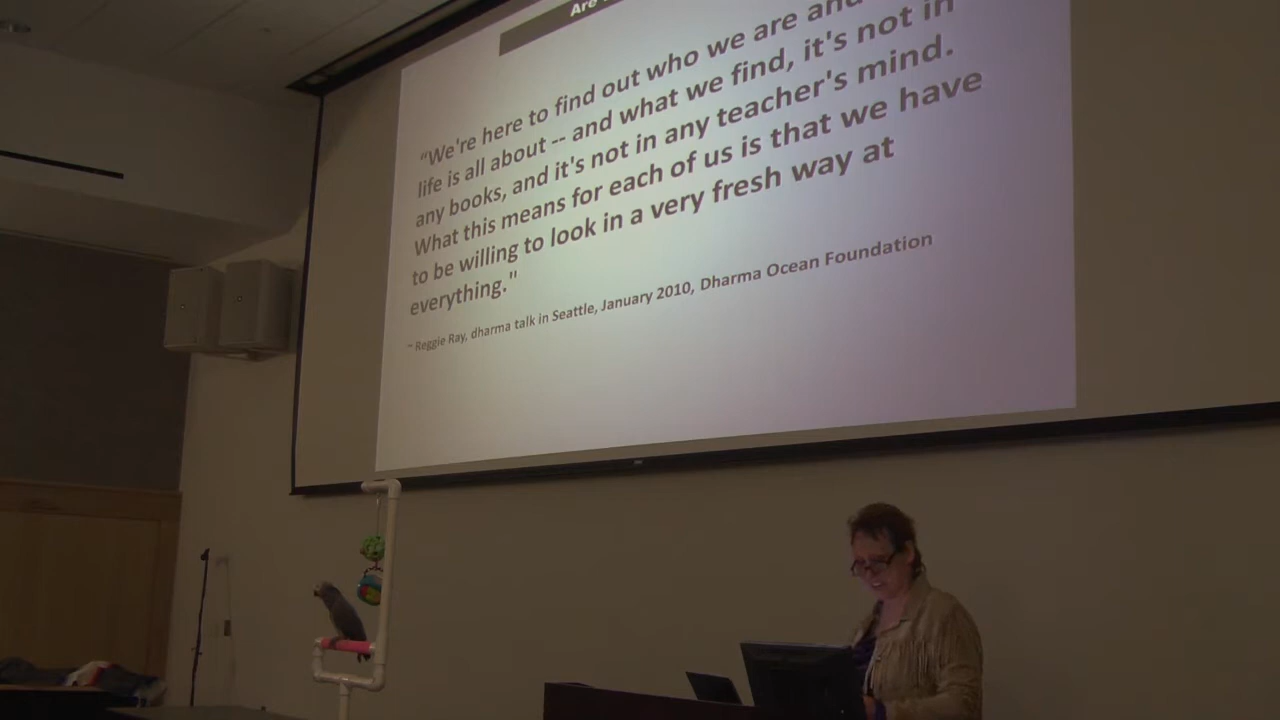 Are
"We're here to find out who we are and
life is all about -- and what we find, it's not in
any books, and it's not in any teacher's mind.
What this means for each of us is that we have
to be willing to look in a very fresh way at
everything."
~ Reggie Ray, dharma talk in Seattle, January 2010, Dharma Ocean Foundation